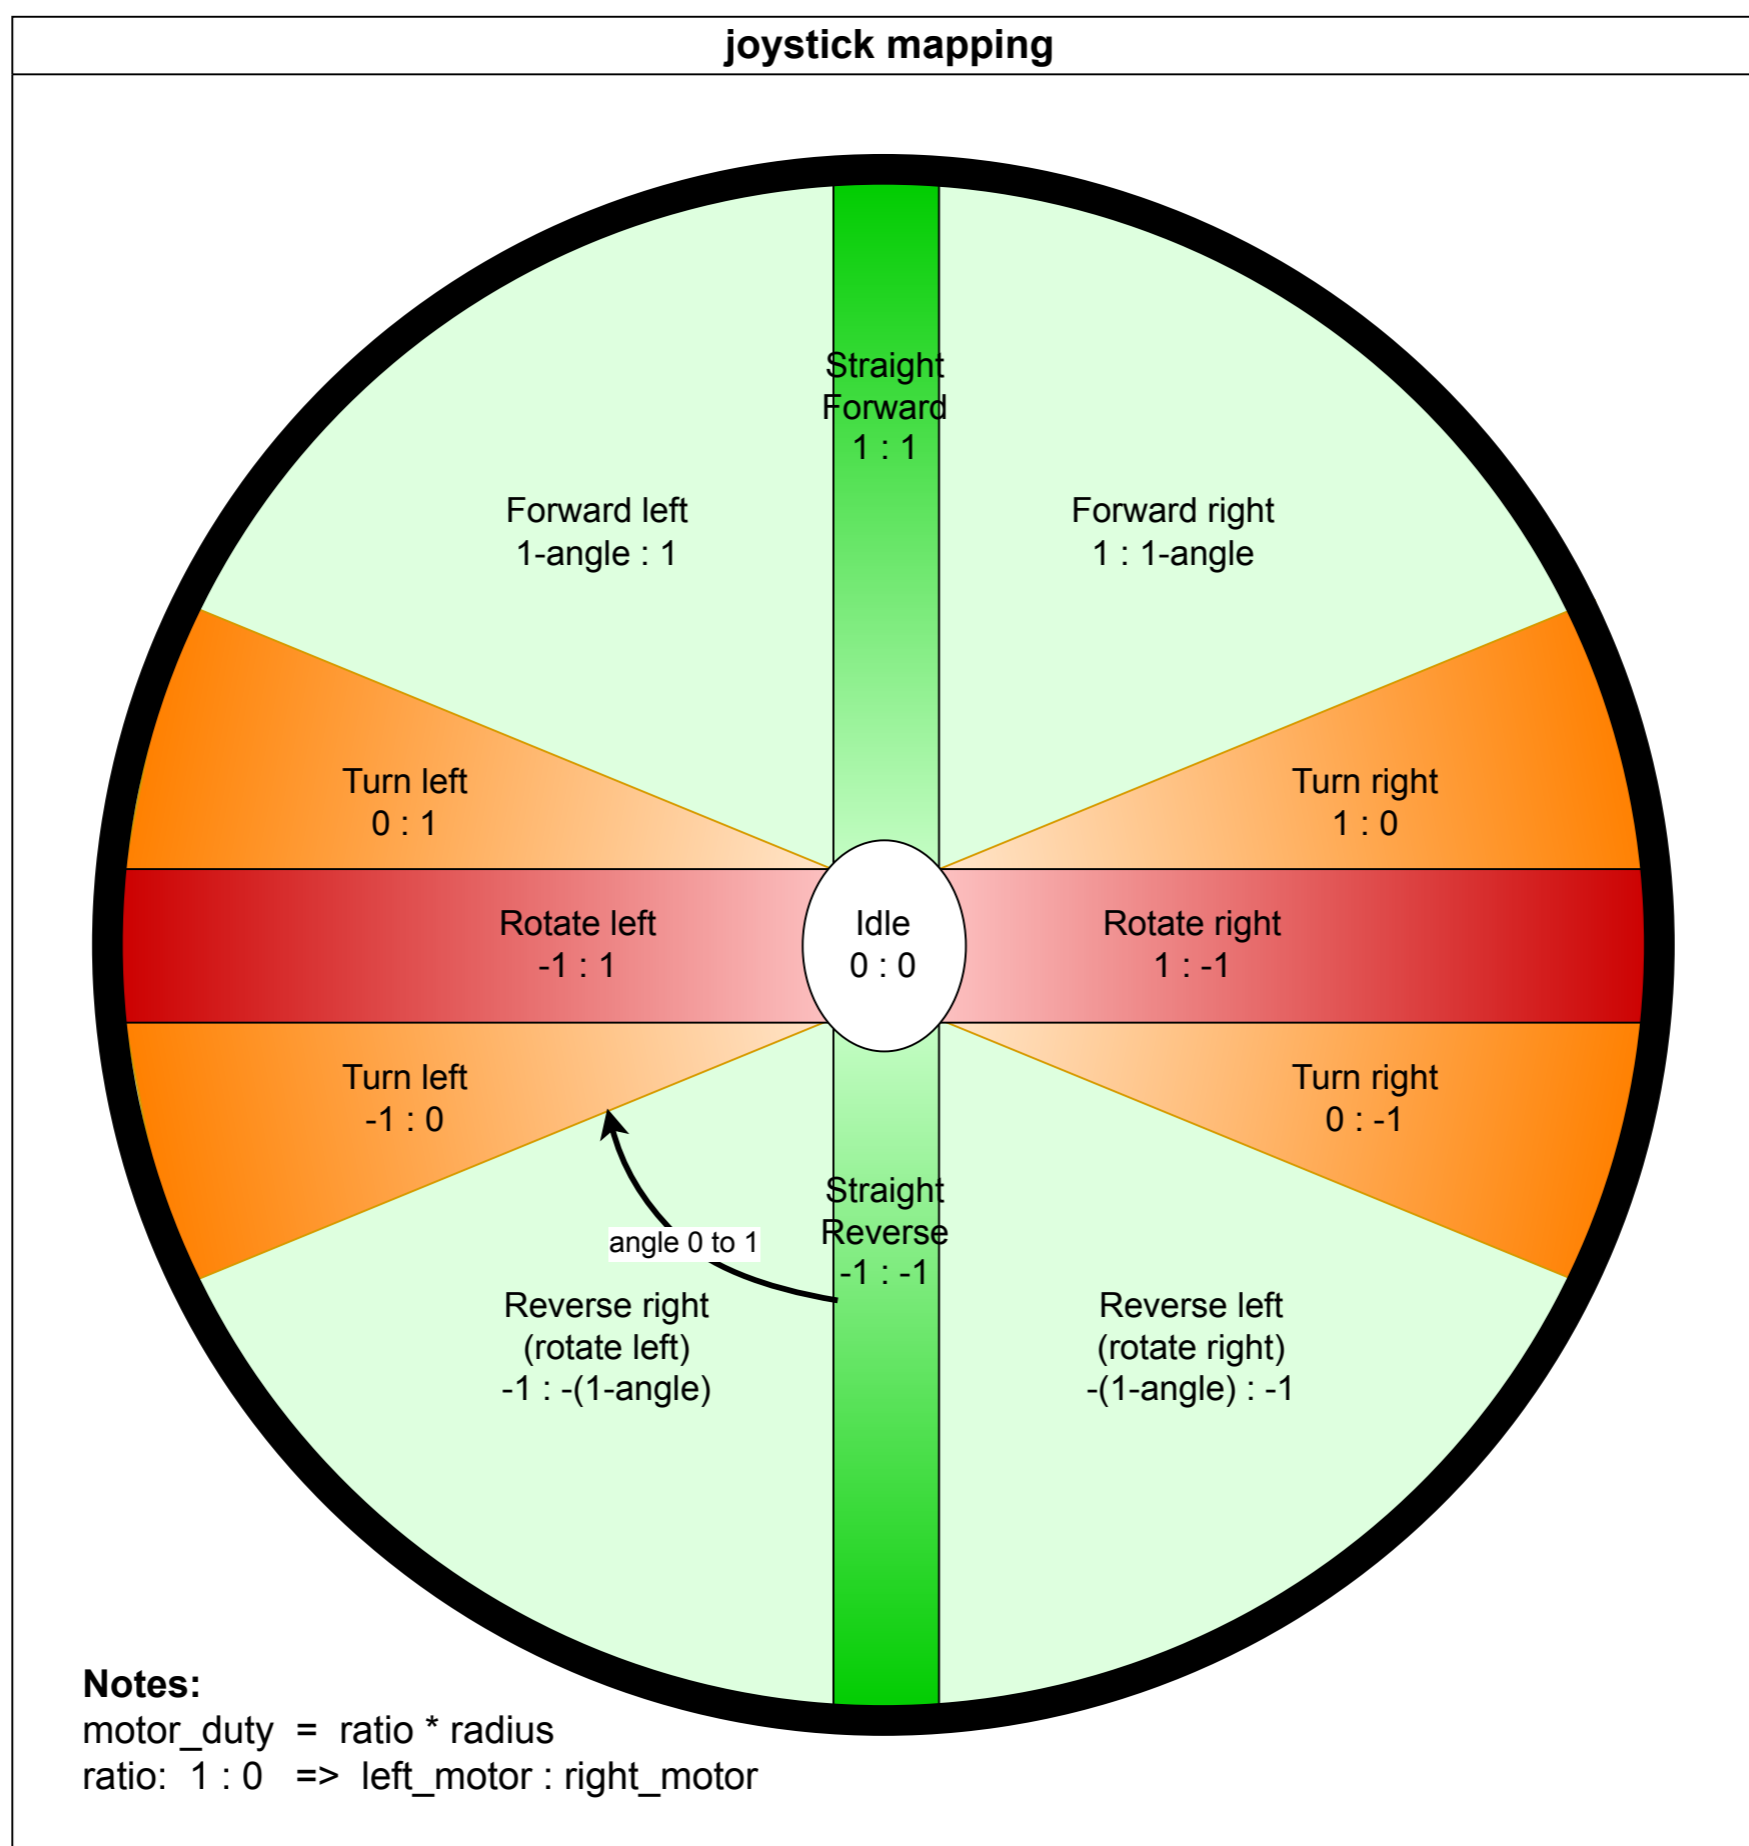 joystick mapping
Straight
Forward
1 : 1
Forward left
1-angle : 1
Forward right
1 : 1-angle
Turn left
0 : 1
Turn right
1 : 0
Rotate left
-1 : 1
Idle
0 : 0
Rotate right
1 : -1
Turn left
-1 : 0
Turn right
0 : -1
Straight
Reverse
-1 : -1
angle 0 to 1
Reverse right
(rotate left)
-1 : -(1-angle)
Reverse left
(rotate right)
-(1-angle) : -1
Notes:
motor_duty = ratio * radius
ratio: 1 : 0 => left_motor : right_motor